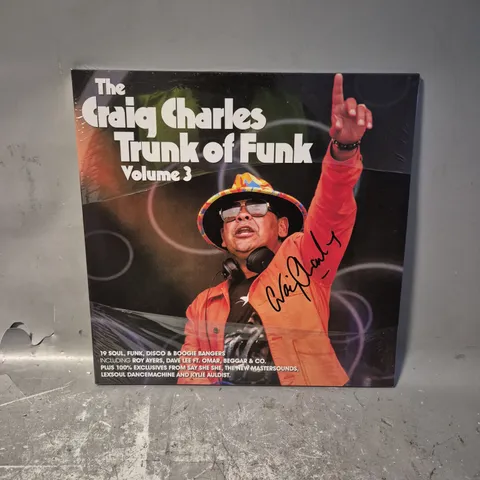 The
Craig Charles
Trunk of Funk
Volume 3
19 SOUL, FUNK, DISCO & BOOGIE BANGERS
INCLUDING ROY AYERS, DAVE LEE FT. OMAR, BEGGAR & CO.
PLUS 100% EXCLUSIVES FROM SAY SHE SHE, THE NEW MASTERSOUNDS,
LEXSOUL DANCEMACHINE AND KYLIE AULDIST.